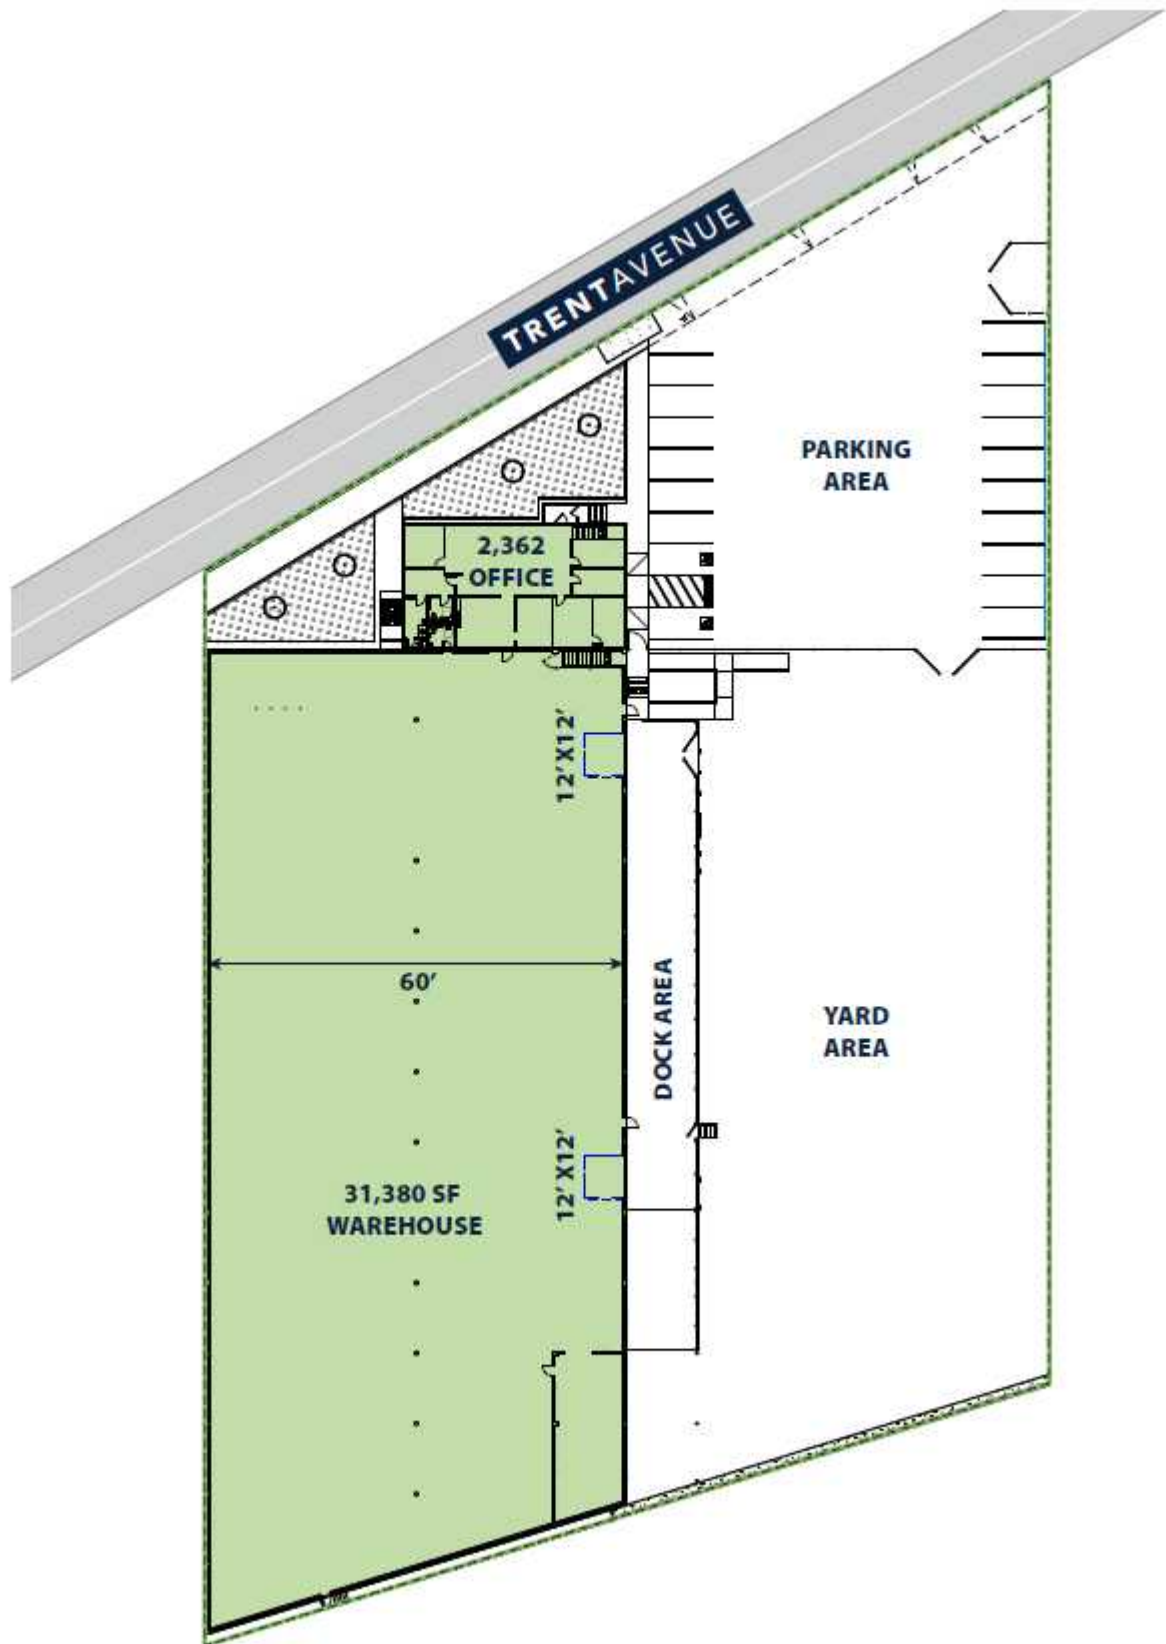 TRENTAVENUE
PARKING
AREA
2,362
OFFICE
12'X12'
60'
DOCK AREA
YARD
AREA
12'X12'
31,380 SF
WAREHOUSE